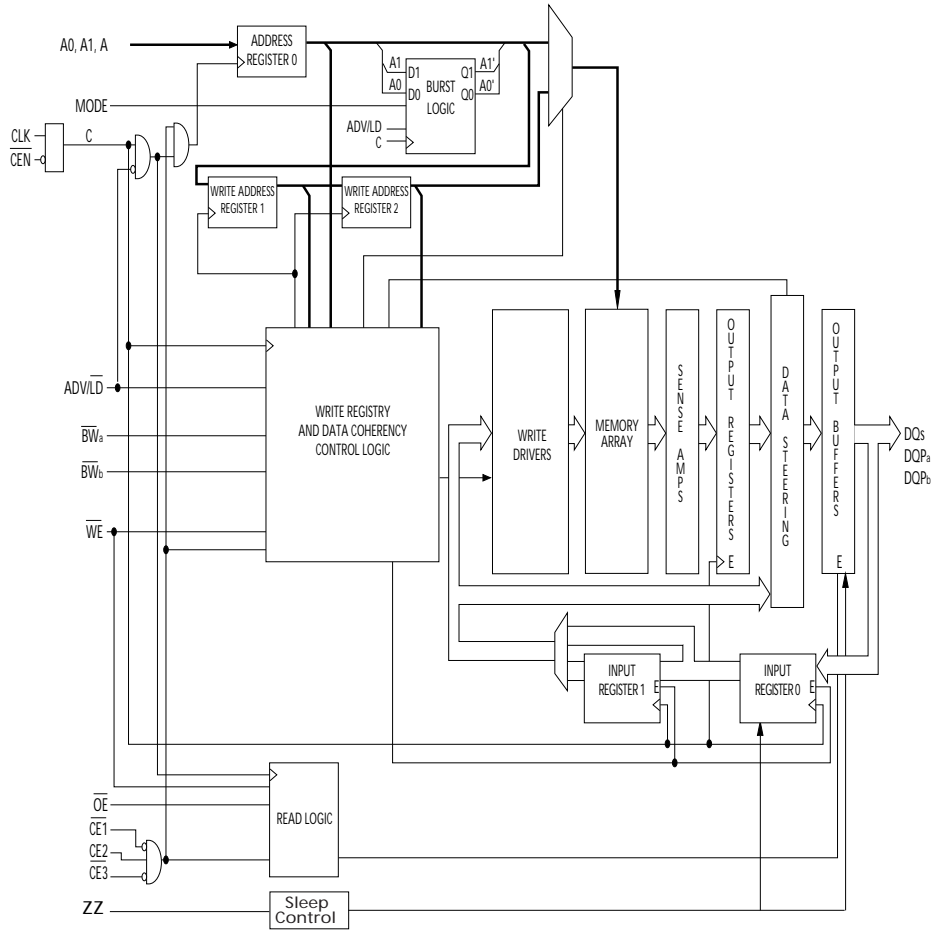 A0, A1, A
ADDRESS
REGISTER 0
A1
A0
D1
D0
BURST
LOGIC
Q1
Q0
A1'
A0'
MODE
ADV/LD
C
CLK
CEN
C
WRITE ADDRESS
REGISTER 1
WRITE ADDRESS
REGISTER 2
ADV/LD
BWa
BWb
WE
WRITE REGISTRY
AND DATA COHERENCY
CONTROL LOGIC
WRITE
DRIVERS
MEMORY
ARRAY
SENSE AMPS
OUTPUT REGISTERS
E
DATA STEERING
OUTPUT BUFFERS
E
DQs
DQPa
DQPb
INPUT
REGISTER 1
E
INPUT
REGISTER 0
E
OE
CE1
CE2
CE3
READ LOGIC
ZZ
Sleep
Control